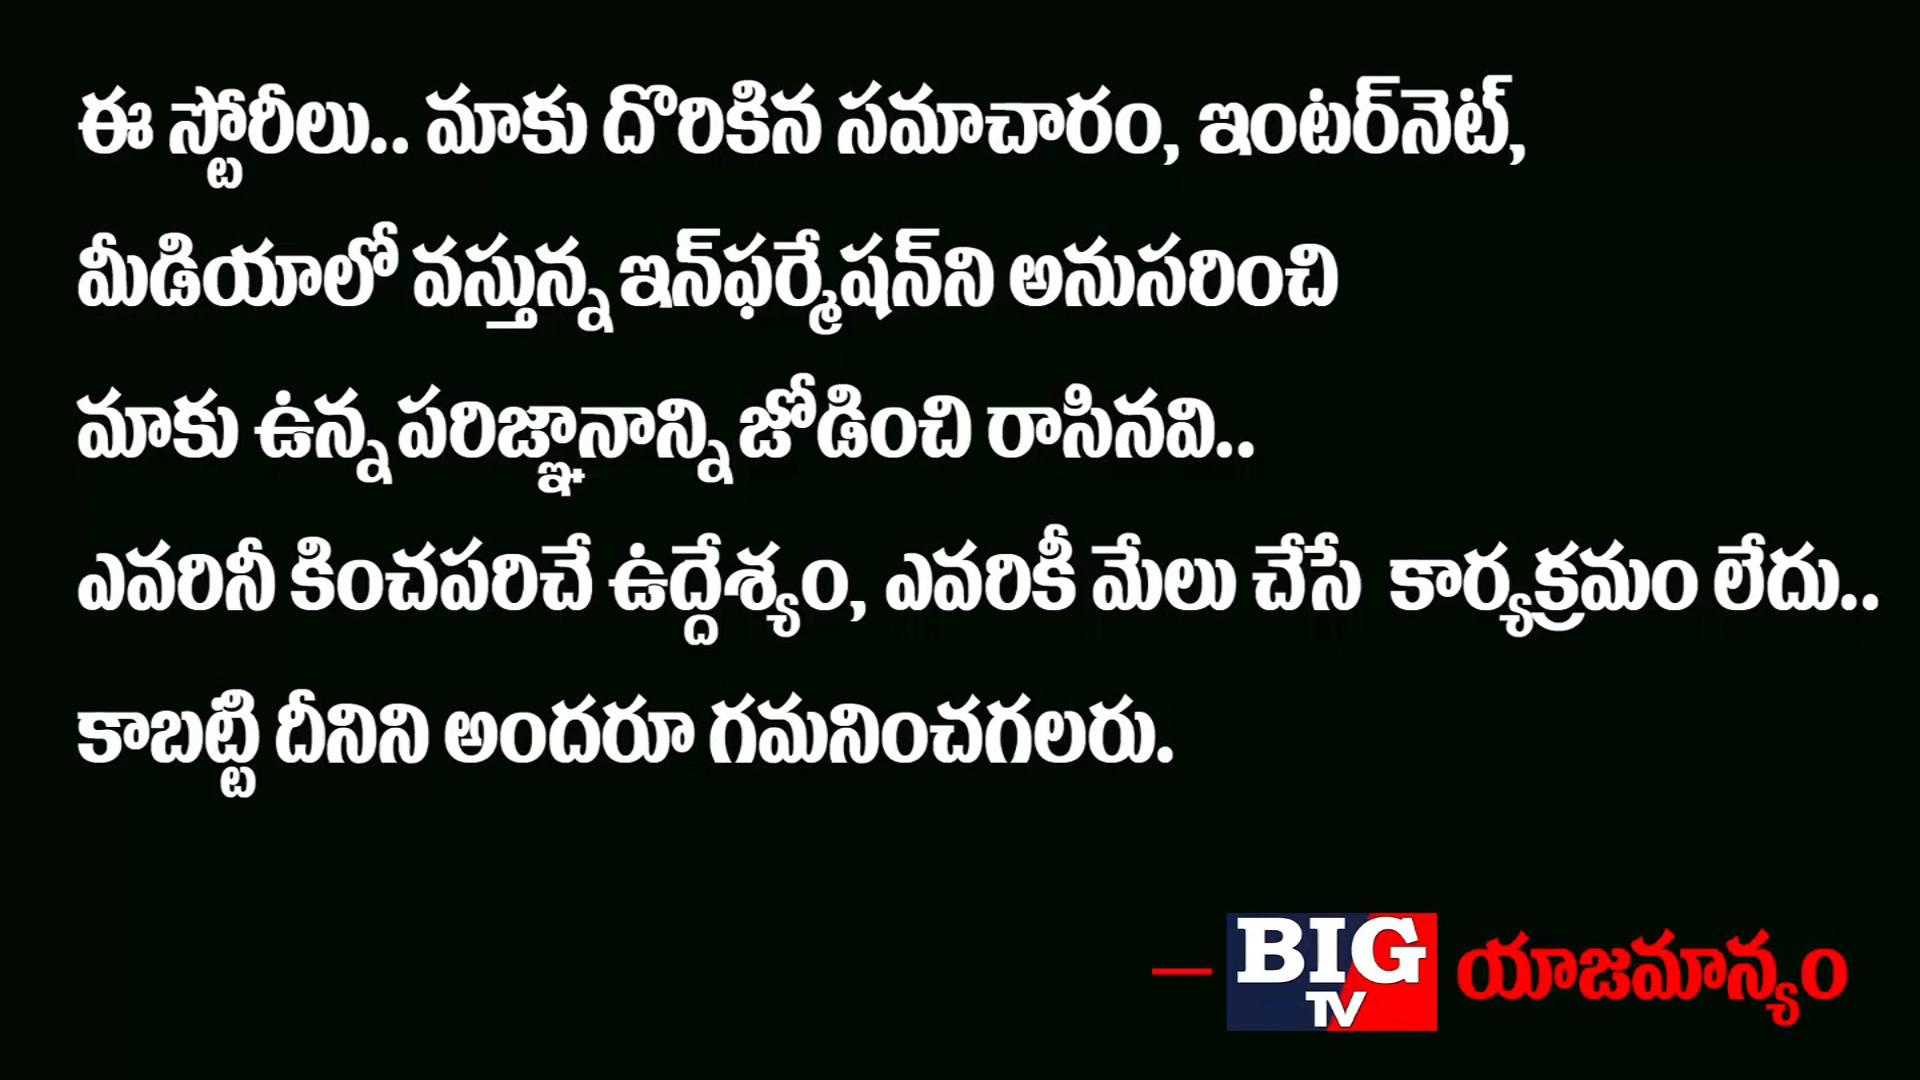 ఈ స్టోరీలు.. మాకు దొరికిన సమాచారం, ఇంటర్‌నెట్,
మీడియాలో వస్తున్న ఇన్‌ఫర్మేషన్‌ని అనుసరించి
మాకు ఉన్న పరిజ్ఞానాన్ని జోడించి రాసినవి..
ఎవరినీ కించపరిచే ఉద్దేశ్యం, ఎవరికీ మేలు చేసే కార్యక్రమం లేదు..
కాబట్టి దీనిని అందరూ గమనించగలరు.
— BIG TV యాజమాన్యం